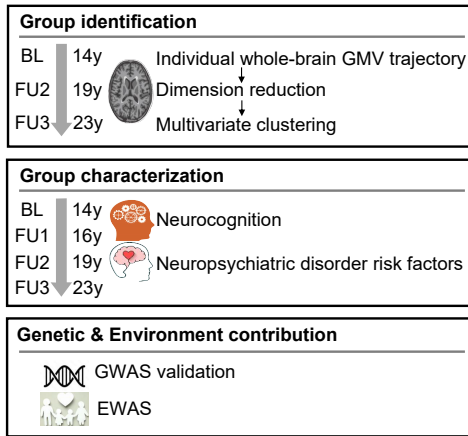 Group identification
BL 14y Individual whole-brain GMV trajectory
FU2 19y Dimension reduction
FU3 23y Multivariate clustering
Group characterization
BL 14y
Neurocognition
FU1 16y
FU2 19y Neuropsychiatric disorder risk factors
FU3 23y
Genetic & Environment contribution
GWAS validation
EWAS